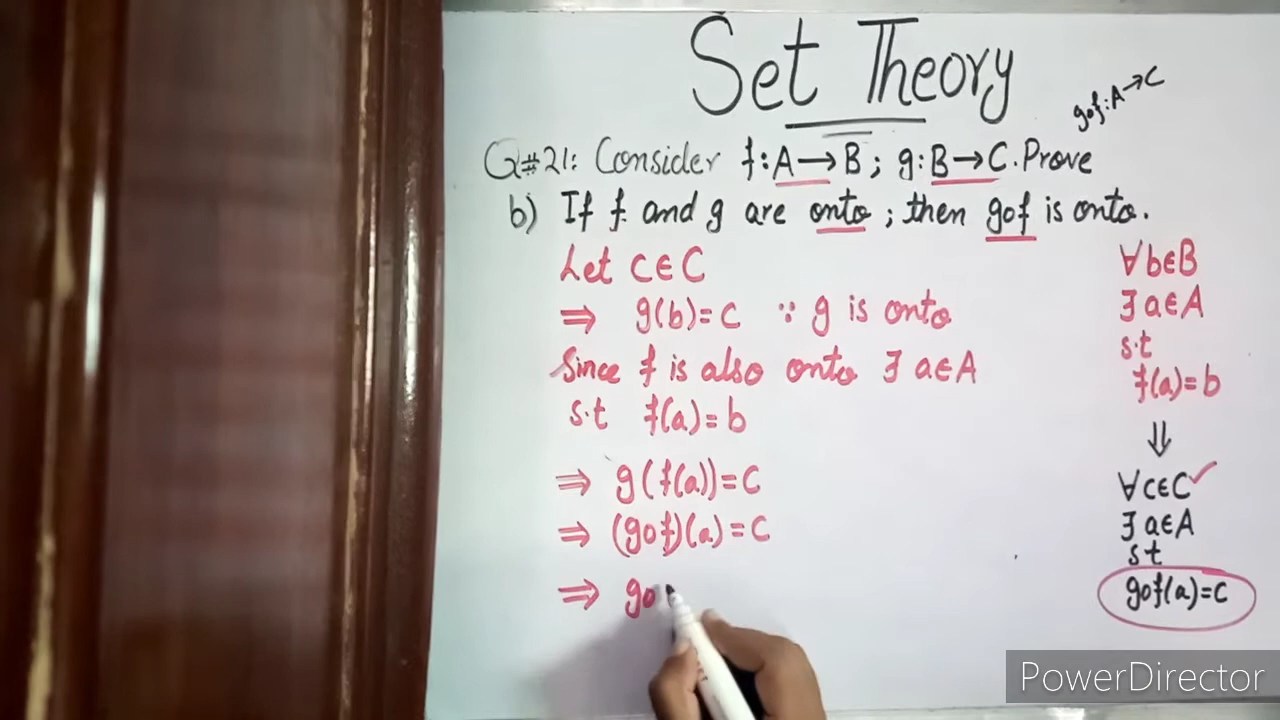 Set Theory
gof: A→C
Q#21: Consider f: A→B; g: B→C. Prove
b) If f and g are onto; then gof is onto.
Let C∈C
⇒ g(b)=C ∵ g is onto
Since f is also onto ∃ a∈A
s.t f(a)=b
⇒ g(f(a))=C
⇒ (gof)(a)=C
⇒ go
∀b∈B
∃ a∈A
s.t
f(a)=b
⇓
∀c∈C✓
∃ a∈A
st
gof(a)=C
PowerDirector